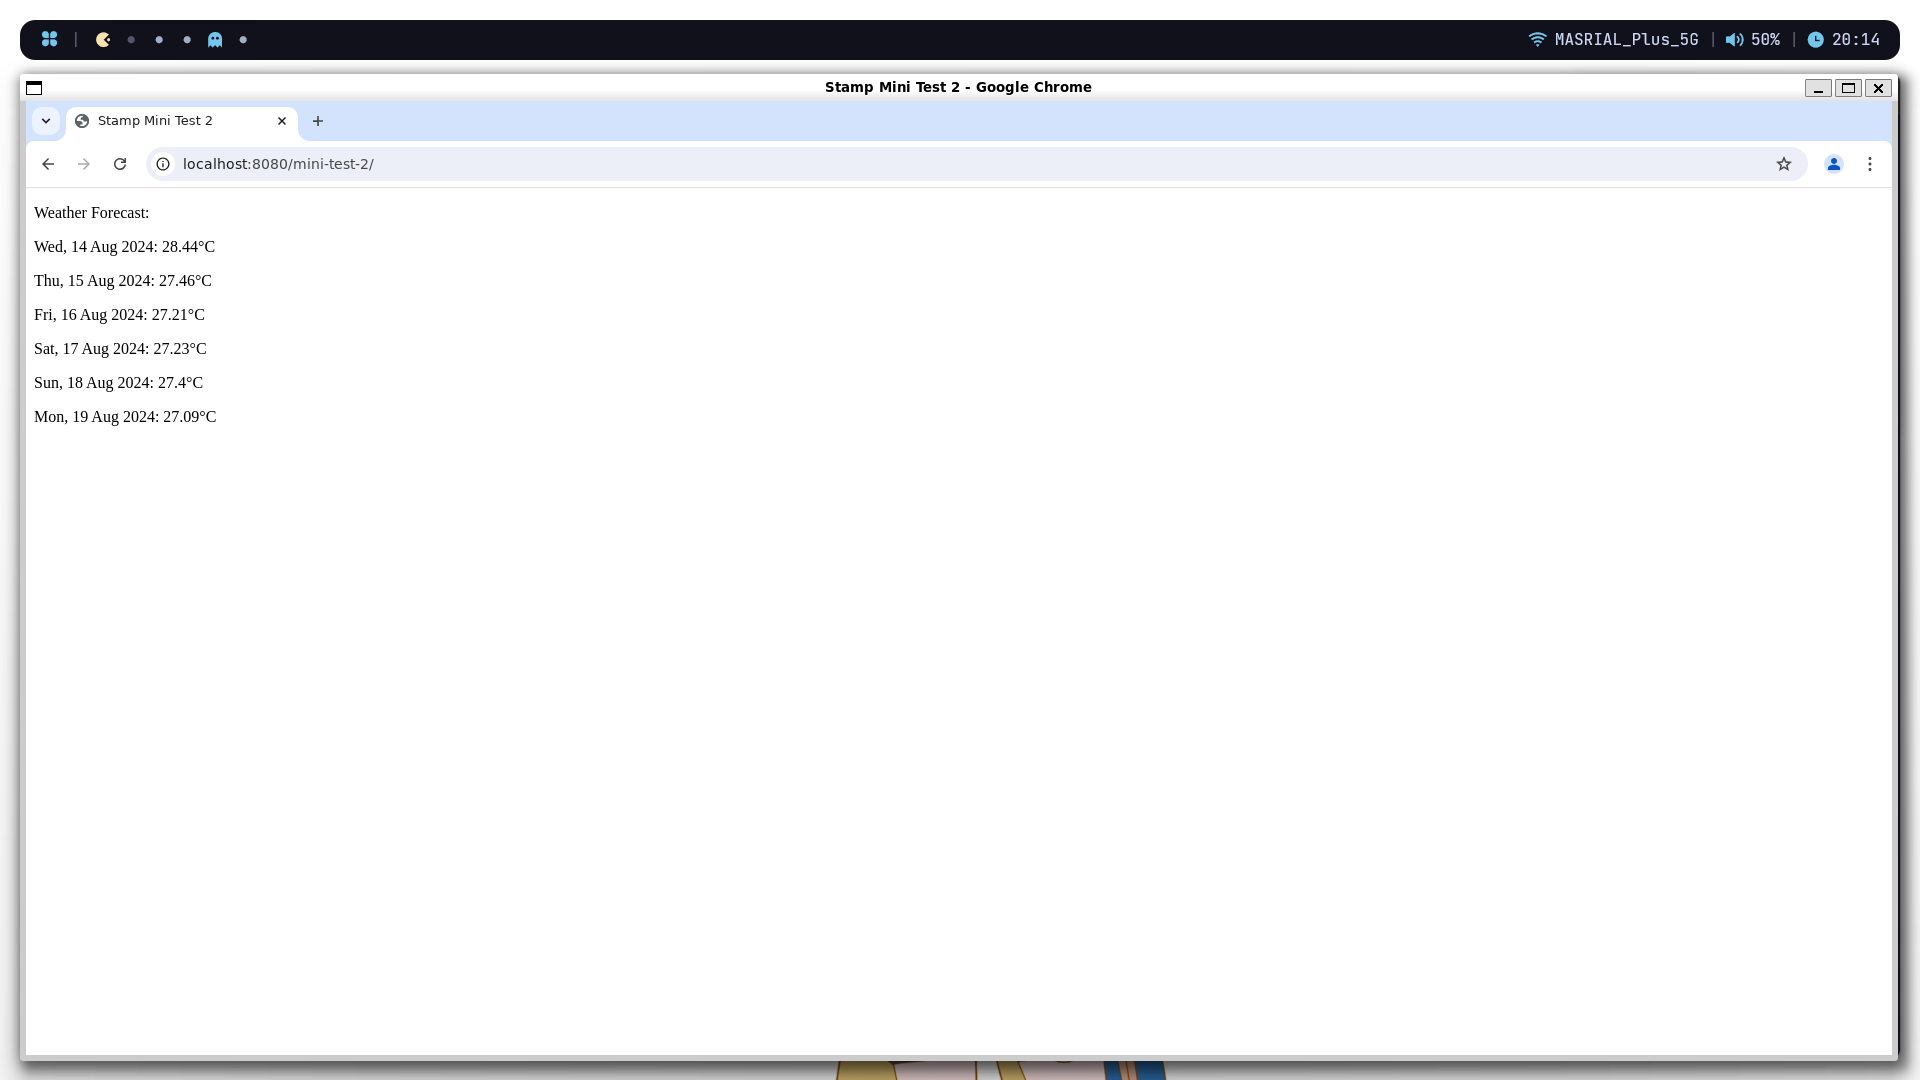 MASRIAL_Plus_5G | 50% | 20:14
Stamp Mini Test 2 - Google Chrome
Stamp Mini Test 2
localhost:8080/mini-test-2/
Weather Forecast:
Wed, 14 Aug 2024: 28.44°C
Thu, 15 Aug 2024: 27.46°C
Fri, 16 Aug 2024: 27.21°C
Sat, 17 Aug 2024: 27.23°C
Sun, 18 Aug 2024: 27.4°C
Mon, 19 Aug 2024: 27.09°C